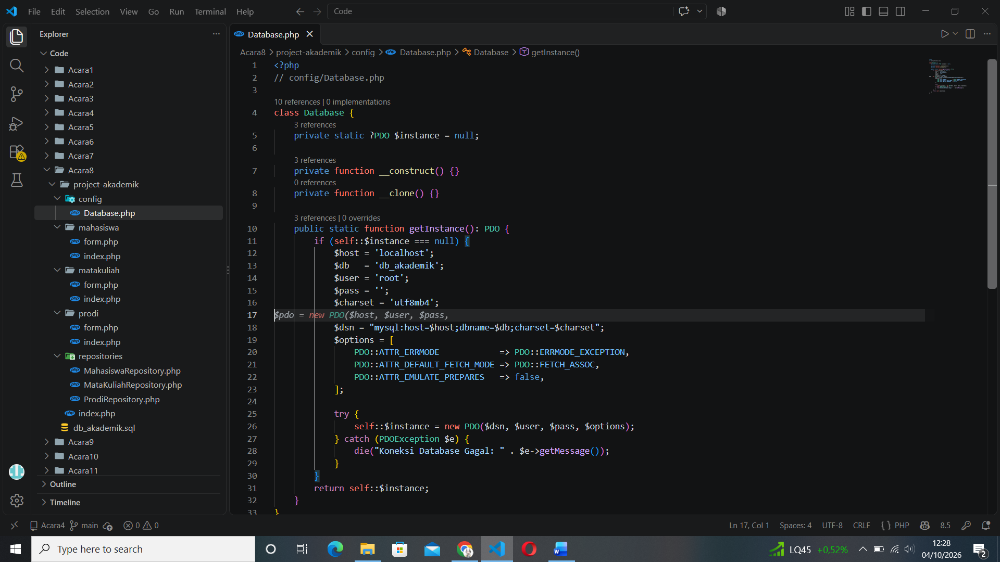 File Edit Selection View Go Run Terminal Help
Code
Explorer
Code
Acara1
Acara2
Acara3
Acara4
Acara5
Acara6
Acara7
Acara8
project-akademik
config
Database.php
mahasiswa
form.php
index.php
matakuliah
form.php
index.php
prodi
form.php
index.php
repositories
MahasiswaRepository.php
MataKuliahRepository.php
ProdiRepository.php
index.php
db_akademik.sql
Acara9
Acara10
Acara11
Outline
Timeline
Database.php
Acara8 > project-akademik > config > Database.php > Database > getInstance()
1 <?php
2 // config/Database.php
3
10 references | 0 implementations
4 class Database {
3 references
5 private static ?PDO $instance = null;
6
3 references
7 private function __construct() {}
0 references
8 private function __clone() {}
9
3 references | 0 overrides
10 public static function getInstance(): PDO {
11 if (self::$instance === null) {
12 $host = 'localhost';
13 $db   = 'db_akademik';
14 $user = 'root';
15 $pass = '';
16 $charset = 'utf8mb4';
17 $pdo = new PDO($host, $user, $pass,
18 $dsn = "mysql:host=$host;dbname=$db;charset=$charset";
19 $options = [
20 PDO::ATTR_ERRMODE            => PDO::ERRMODE_EXCEPTION,
21 PDO::ATTR_DEFAULT_FETCH_MODE => PDO::FETCH_ASSOC,
22 PDO::ATTR_EMULATE_PREPARES   => false,
23 ];
24
25 try {
26 self::$instance = new PDO($dsn, $user, $pass, $options);
27 } catch (PDOException $e) {
28 die("Koneksi Database Gagal: " . $e->getMessage());
29 }
30 }
31 return self::$instance;
32 }
33 }
Acara4 main 0 0
Ln 17, Col 1 Spaces: 4 UTF-8 CRLF {} PHP 8.5
Type here to search
LQ45 +0,52%
12:28
04/10/2026
2